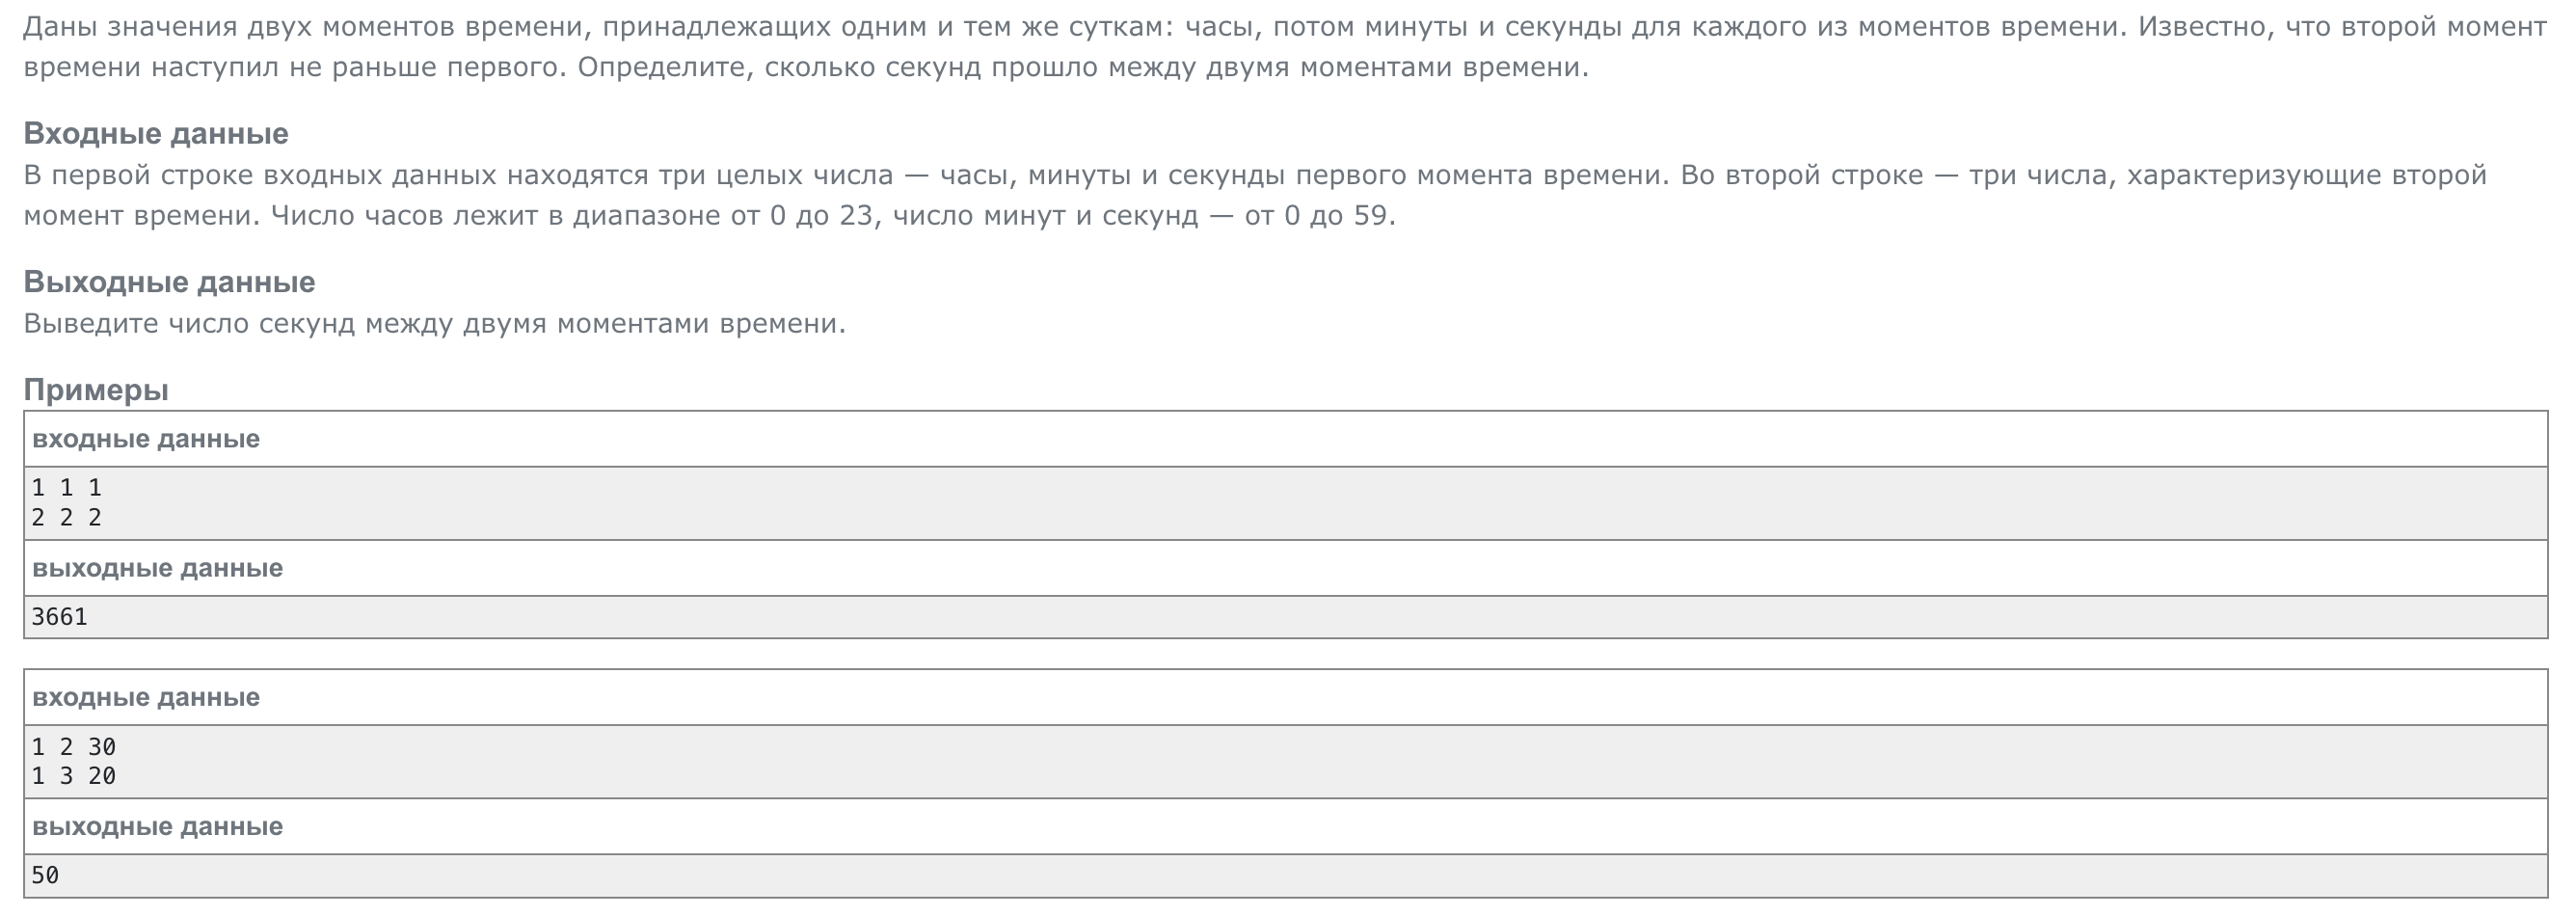 Даны значения двух моментов времени, принадлежащих одним и тем же суткам: часы, потом минуты и секунды для каждого из моментов времени. Известно, что второй момент
времени наступил не раньше первого. Определите, сколько секунд прошло между двумя моментами времени.
Входные данные
В первой строке входных данных находятся три целых числа — часы, минуты и секунды первого момента времени. Во второй строке — три числа, характеризующие второй
момент времени. Число часов лежит в диапазоне от 0 до 23, число минут и секунд — от 0 до 59.
Выходные данные
Выведите число секунд между двумя моментами времени.
Примеры
входные данные
1 1 1
2 2 2
выходные данные
3661
входные данные
1 2 30
1 3 20
выходные данные
50